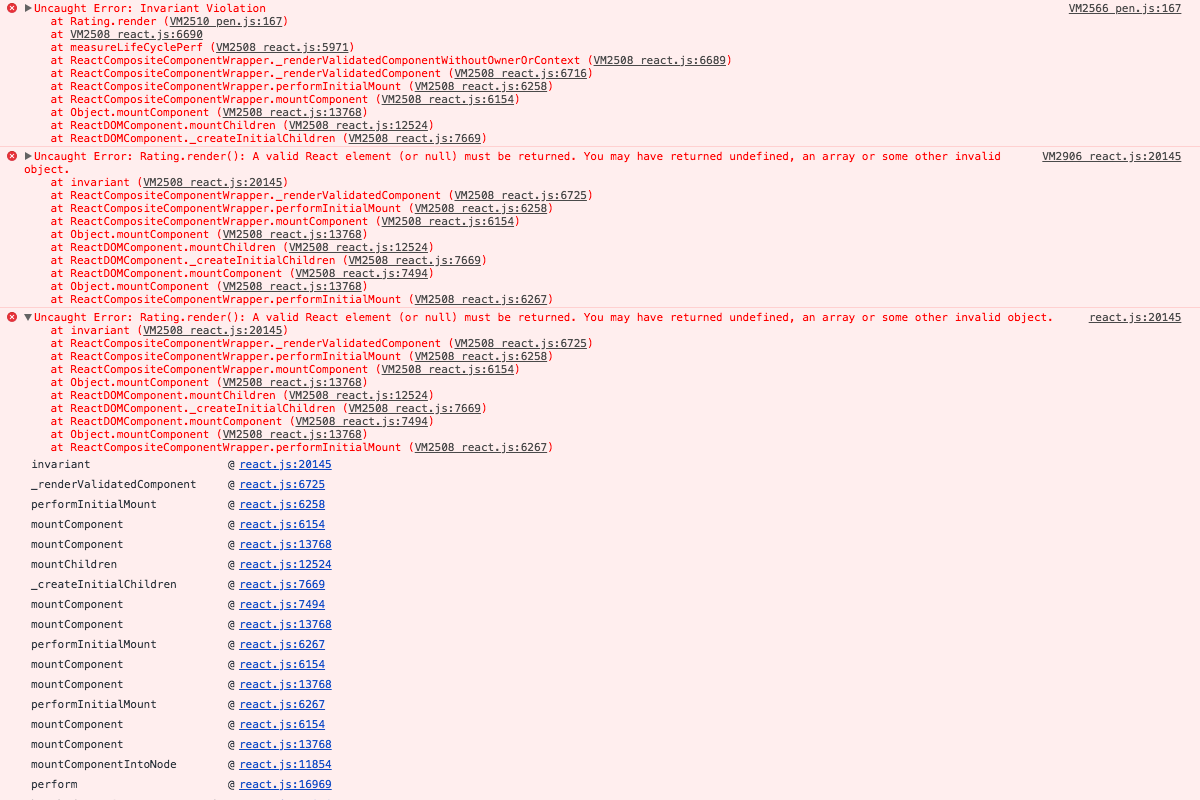 Uncaught Error: Invariant Violation VM2566 pen.js:167
at Rating.render (VM2510 pen.js:167)
at VM2508 react.js:6690
at measureLifeCyclePerf (VM2508 react.js:5971)
at ReactCompositeComponentWrapper._renderValidatedComponentWithoutOwnerOrContext (VM2508 react.js:6689)
at ReactCompositeComponentWrapper._renderValidatedComponent (VM2508 react.js:6716)
at ReactCompositeComponentWrapper.performInitialMount (VM2508 react.js:6258)
at ReactCompositeComponentWrapper.mountComponent (VM2508 react.js:6154)
at Object.mountComponent (VM2508 react.js:13768)
at ReactDOMComponent.mountChildren (VM2508 react.js:12524)
at ReactDOMComponent._createInitialChildren (VM2508 react.js:7669)
Uncaught Error: Rating.render(): A valid React element (or null) must be returned. You may have returned undefined, an array or some other invalid VM2906 react.js:20145
object.
at invariant (VM2508 react.js:20145)
at ReactCompositeComponentWrapper._renderValidatedComponent (VM2508 react.js:6725)
at ReactCompositeComponentWrapper.performInitialMount (VM2508 react.js:6258)
at ReactCompositeComponentWrapper.mountComponent (VM2508 react.js:6154)
at Object.mountComponent (VM2508 react.js:13768)
at ReactDOMComponent.mountChildren (VM2508 react.js:12524)
at ReactDOMComponent._createInitialChildren (VM2508 react.js:7669)
at ReactDOMComponent.mountComponent (VM2508 react.js:7494)
at Object.mountComponent (VM2508 react.js:13768)
at ReactCompositeComponentWrapper.performInitialMount (VM2508 react.js:6267)
Uncaught Error: Rating.render(): A valid React element (or null) must be returned. You may have returned undefined, an array or some other invalid object. react.js:20145
at invariant (VM2508 react.js:20145)
at ReactCompositeComponentWrapper._renderValidatedComponent (VM2508 react.js:6725)
at ReactCompositeComponentWrapper.performInitialMount (VM2508 react.js:6258)
at ReactCompositeComponentWrapper.mountComponent (VM2508 react.js:6154)
at Object.mountComponent (VM2508 react.js:13768)
at ReactDOMComponent.mountChildren (VM2508 react.js:12524)
at ReactDOMComponent._createInitialChildren (VM2508 react.js:7669)
at ReactDOMComponent.mountComponent (VM2508 react.js:7494)
at Object.mountComponent (VM2508 react.js:13768)
at ReactCompositeComponentWrapper.performInitialMount (VM2508 react.js:6267)
invariant @ react.js:20145
_renderValidatedComponent @ react.js:6725
performInitialMount @ react.js:6258
mountComponent @ react.js:6154
mountComponent @ react.js:13768
mountChildren @ react.js:12524
_createInitialChildren @ react.js:7669
mountComponent @ react.js:7494
mountComponent @ react.js:13768
performInitialMount @ react.js:6267
mountComponent @ react.js:6154
mountComponent @ react.js:13768
performInitialMount @ react.js:6267
mountComponent @ react.js:6154
mountComponent @ react.js:13768
mountComponentIntoNode @ react.js:11854
perform @ react.js:16969